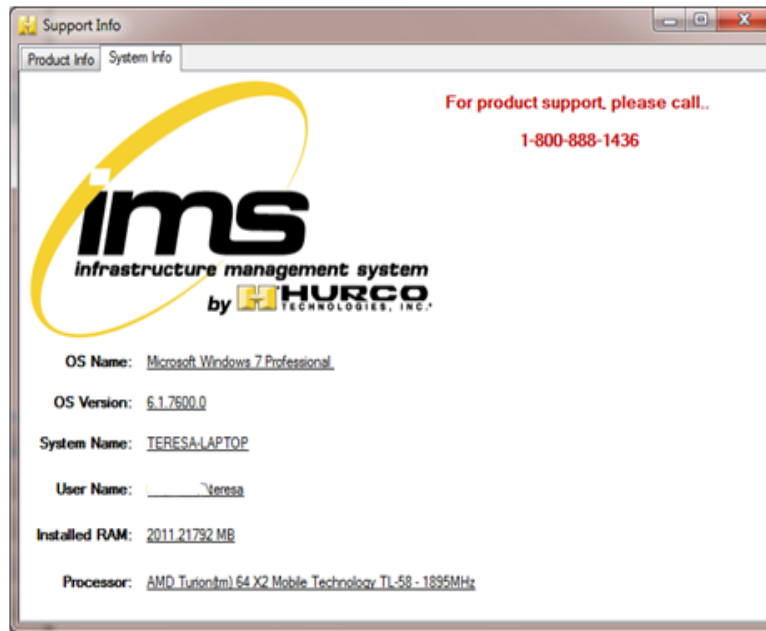 Support Info
Product Info System Info
For product support, please call..
1-800-888-1436
ims
infrastructure management system
by HURCO
TECHNOLOGIES, INC.
OS Name: Microsoft Windows 7 Professional
OS Version: 6.1.7600.0
System Name: TERESA-LAPTOP
User Name: \teresa
Installed RAM: 2011.21792 MB
Processor: AMD Turion(tm) 64 X2 Mobile Technology TL-58 - 1895MHz